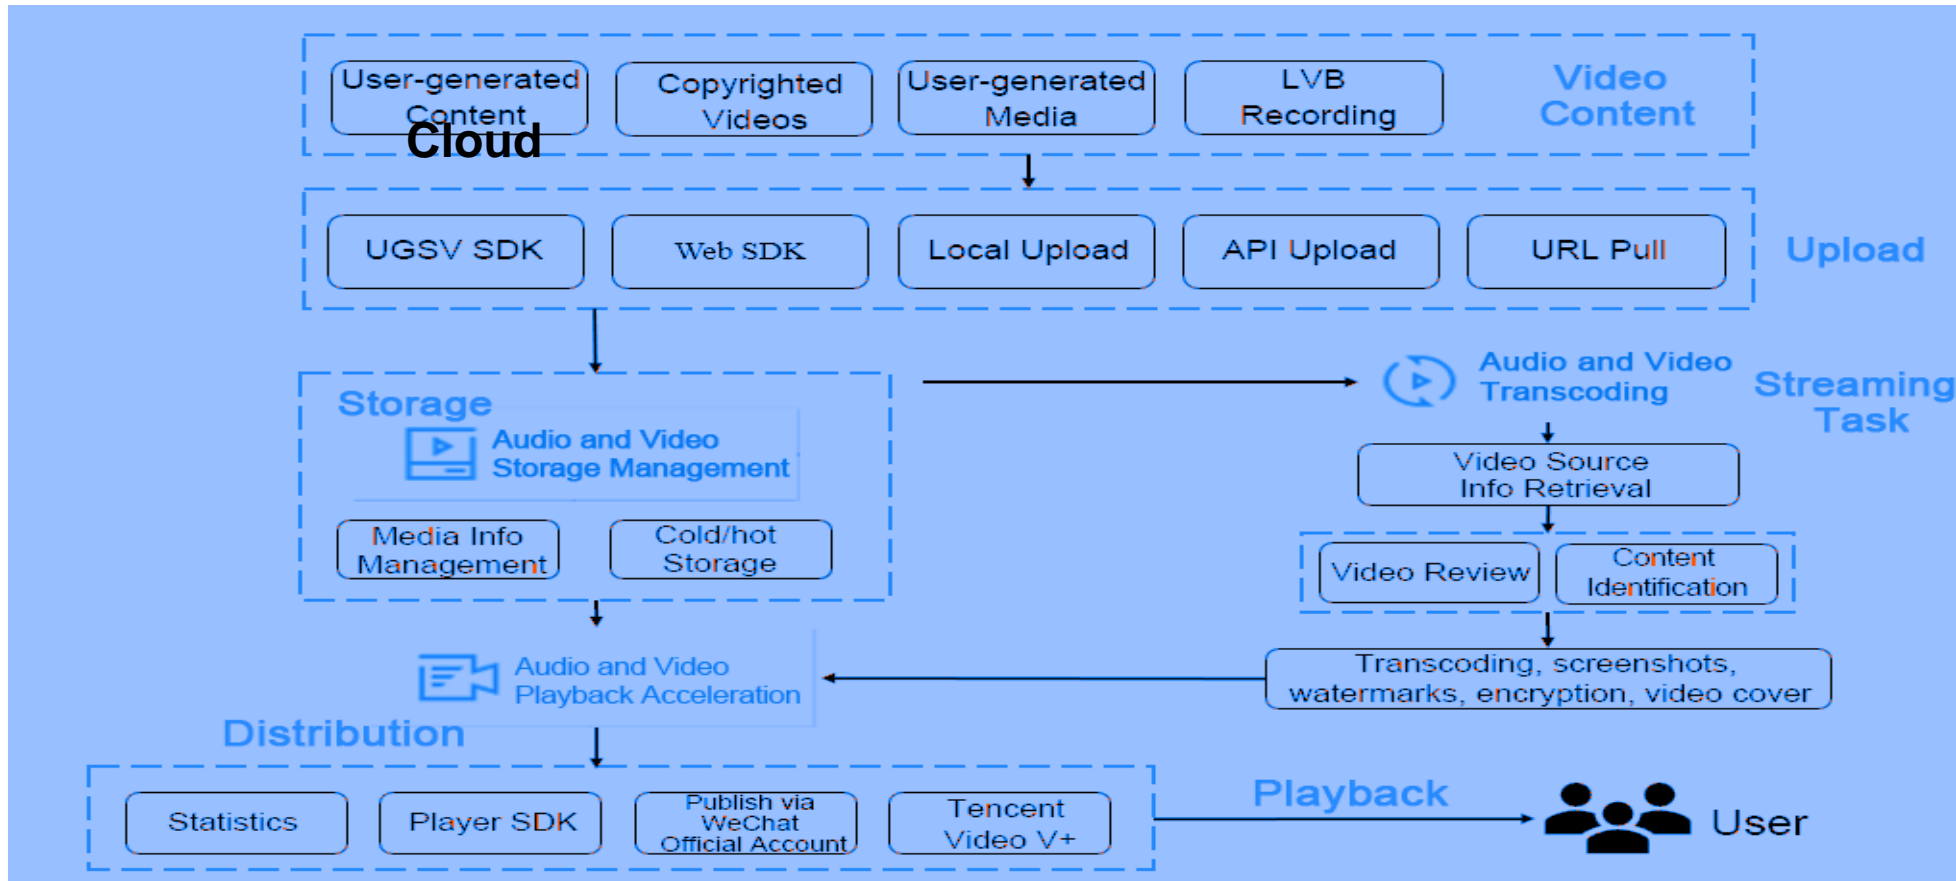 User-generated
Content
Cloud
Copyrighted
Videos
User-generated
Media
LVB
Recording
Video
Content
UGSV SDK
Web SDK
Local Upload
API Upload
URL Pull
Upload
Storage
Audio and Video
Storage Management
Media Info
Management
Cold/hot
Storage
Audio and Video
Transcoding
Streaming
Task
Video Source
Info Retrieval
Video Review
Content
Identification
Transcoding, screenshots,
watermarks, encryption, video cover
Audio and Video
Playback Acceleration
Distribution
Statistics
Player SDK
Publish via
WeChat
Official Account
Tencent
Video V+
Playback
User